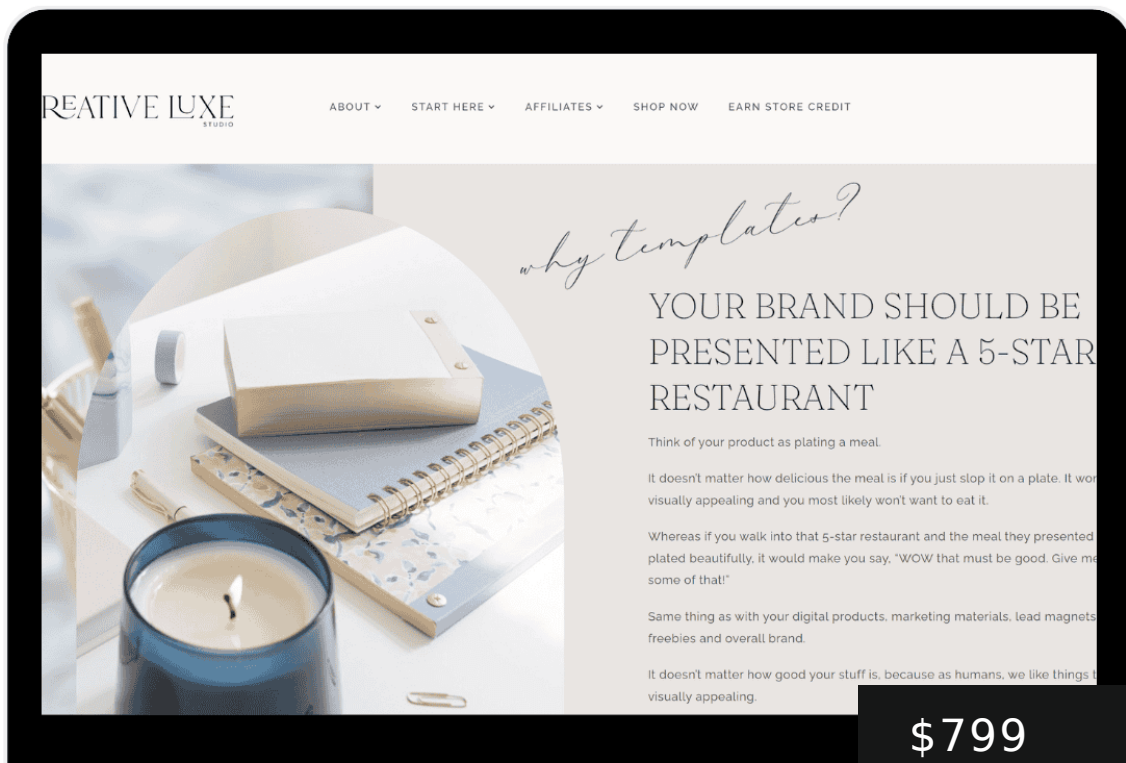 REATIVE LUXE
STUDIO
ABOUT
START HERE
AFFILIATES
SHOP NOW
EARN STORE CREDIT
why templates?
YOUR BRAND SHOULD BE
PRESENTED LIKE A 5-STAR
RESTAURANT
Think of your product as plating a meal.
It doesn't matter how delicious the meal is if you just slop it on a plate. It
visually appealing and you most likely won't want to eat it.
Whereas if you walk into that 5-star restaurant and the meal they presented
plated beautifully, it would make you say, "WOW that must be good. Give me
some of that!"
Same thing as with your digital products, marketing materials, lead magnets
freebies and overall brand.
It doesn't matter how good your stuff is, because as humans, we like things
visually appealing.
$799